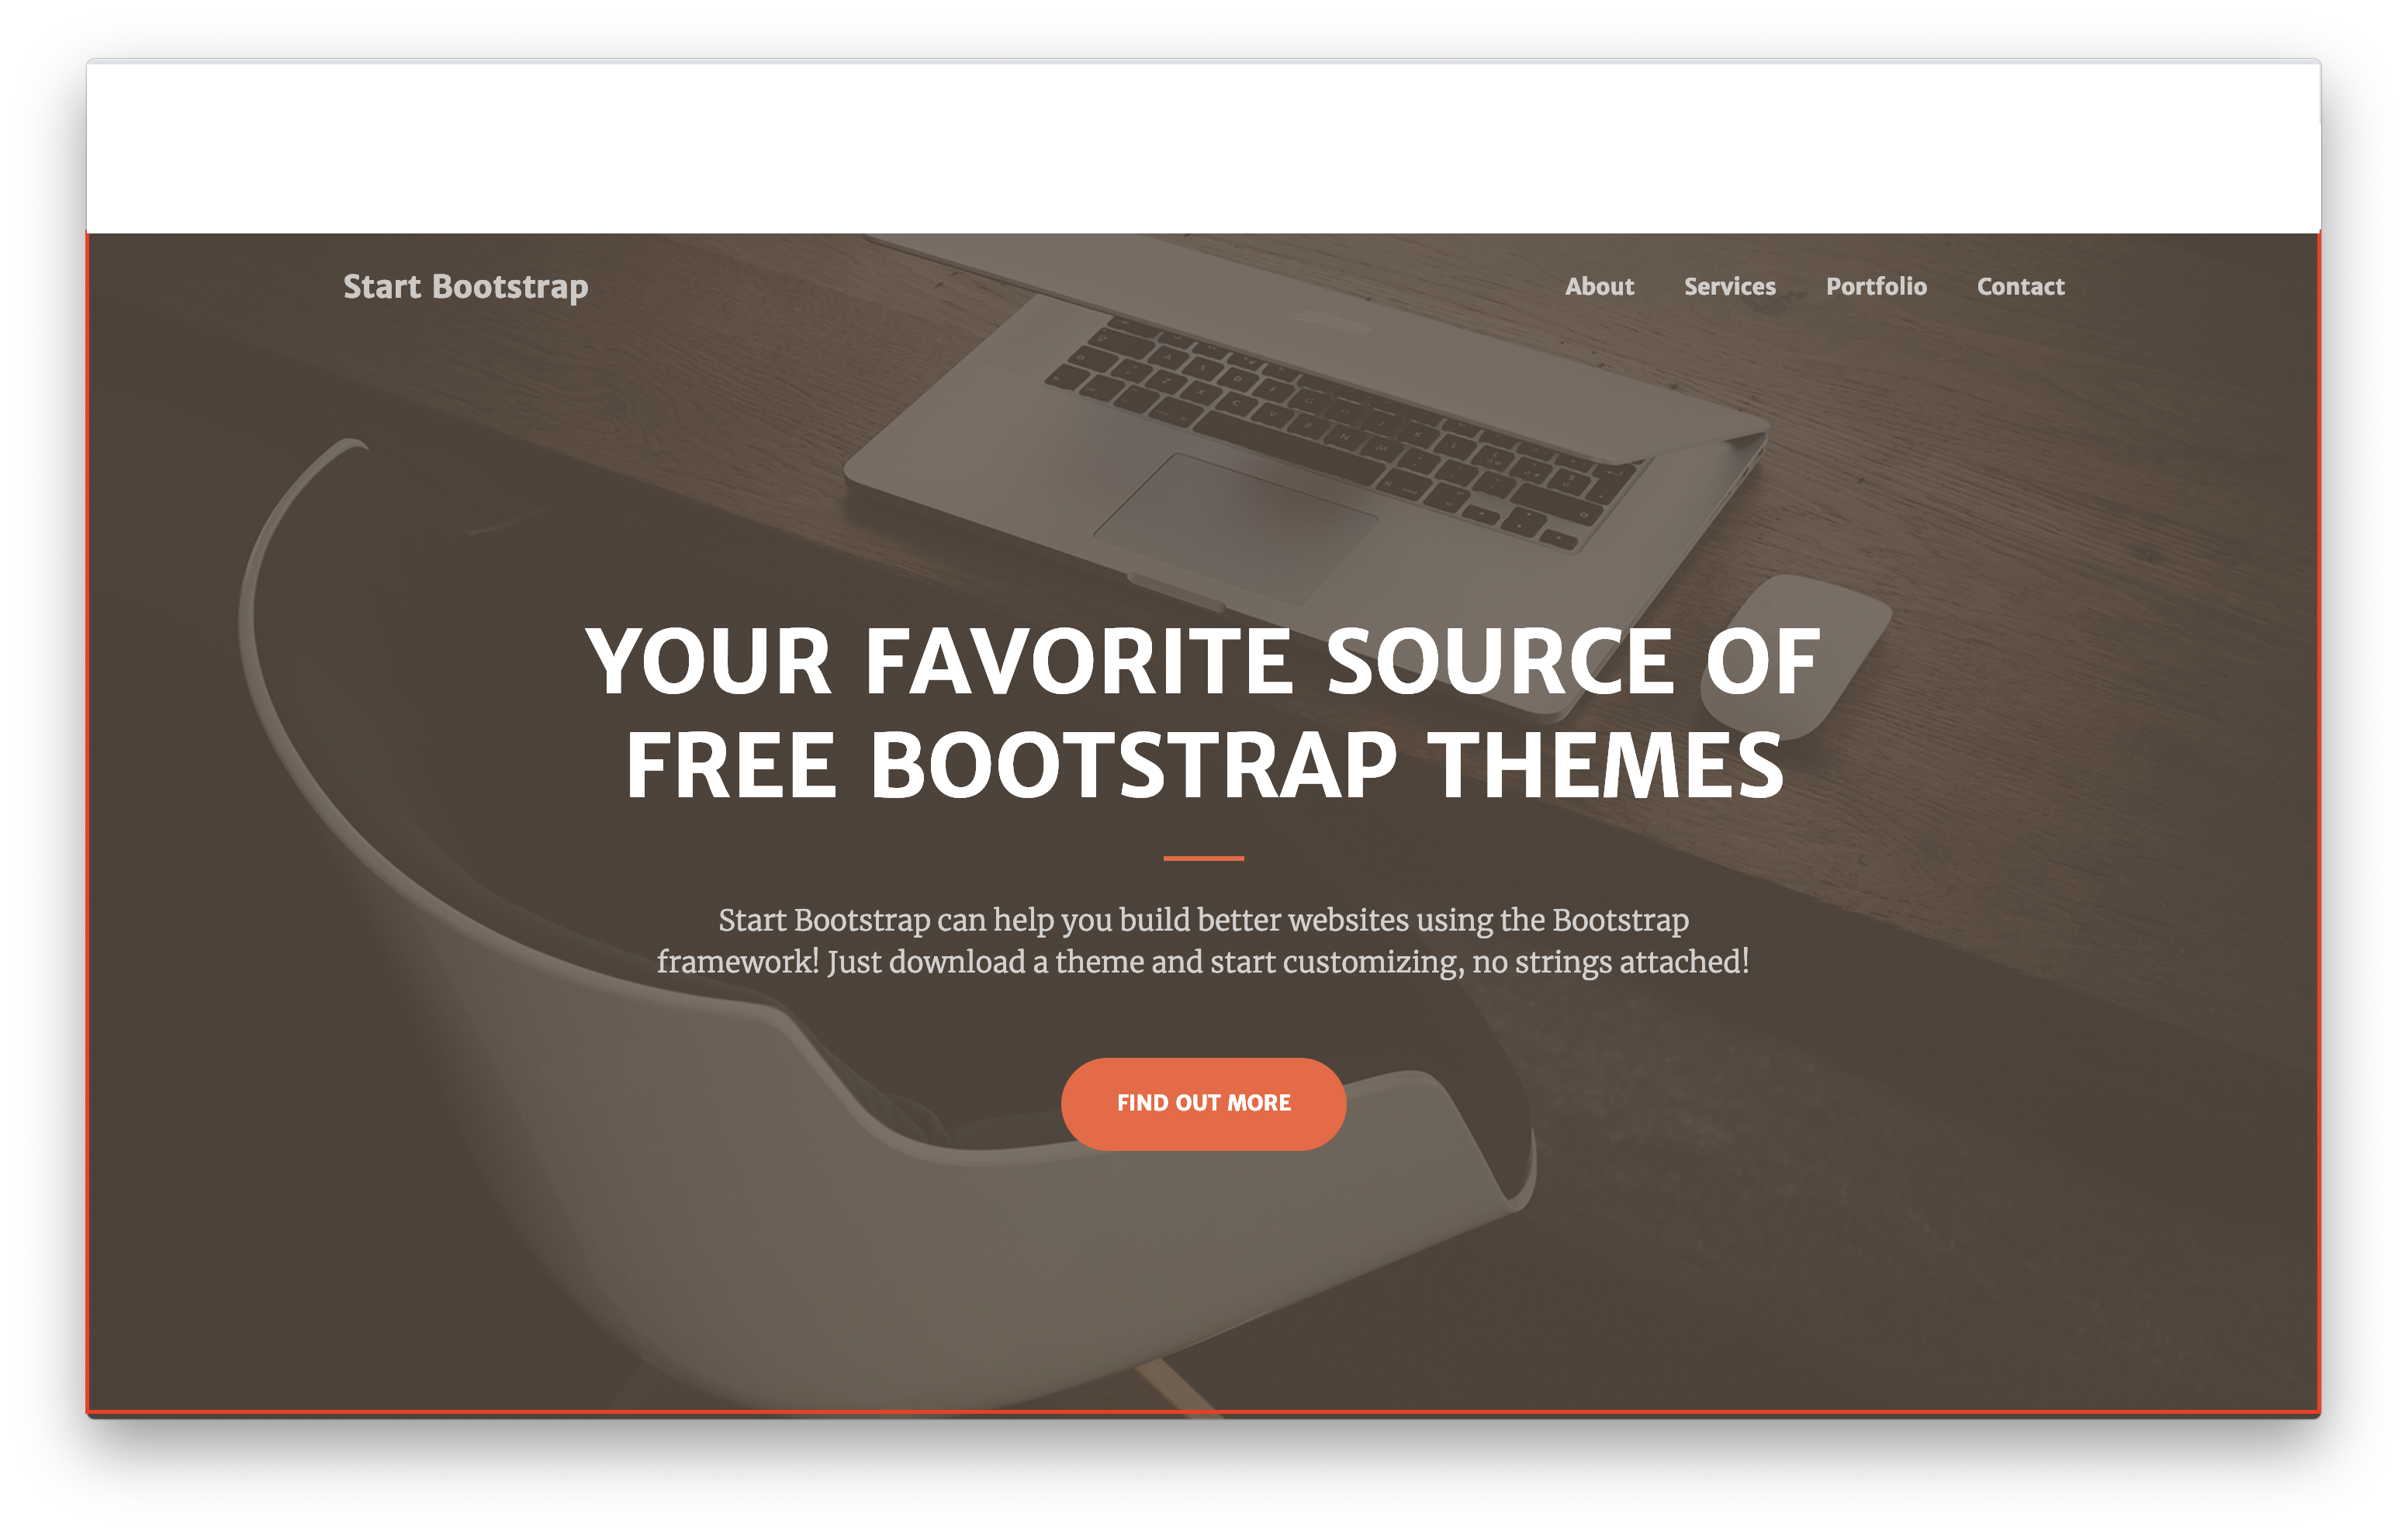 Start Bootstrap
About Services Portfolio Contact
YOUR FAVORITE SOURCE OF
FREE BOOTSTRAP THEMES
Start Bootstrap can help you build better websites using the Bootstrap
framework! Just download a theme and start customizing, no strings attached!
FIND OUT MORE